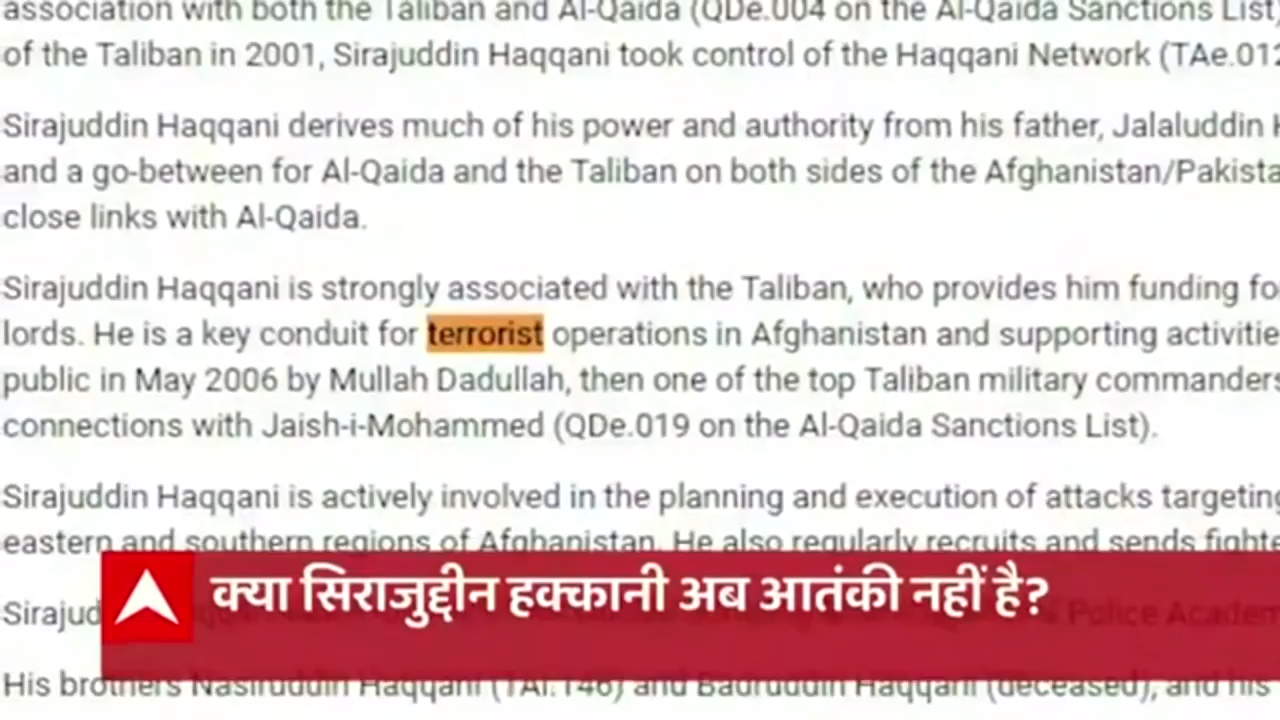 association with both the Taliban and Al-Qaida (QDe.004 on the Al-Qaida Sanctions List)
of the Taliban in 2001, Sirajuddin Haqqani took control of the Haqqani Network (TAe.012
Sirajuddin Haqqani derives much of his power and authority from his father, Jalaluddin H
and a go-between for Al-Qaida and the Taliban on both sides of the Afghanistan/Pakista
close links with Al-Qaida.
Sirajuddin Haqqani is strongly associated with the Taliban, who provides him funding fo
lords. He is a key conduit for terrorist operations in Afghanistan and supporting activitie
public in May 2006 by Mullah Dadullah, then one of the top Taliban military commanders
connections with Jaish-i-Mohammed (QDe.019 on the Al-Qaida Sanctions List).
Sirajuddin Haqqani is actively involved in the planning and execution of attacks targeting
eastern and southern regions of Afghanistan. He also regularly recruits and sends fighte
क्या सिराजुद्दीन हक्कानी अब आतंकी नहीं है?
Sirajud Police Academ
His brothers Nasiruddin Haqqani (TAi.146) and Badruddin Haqqani (deceased), and his